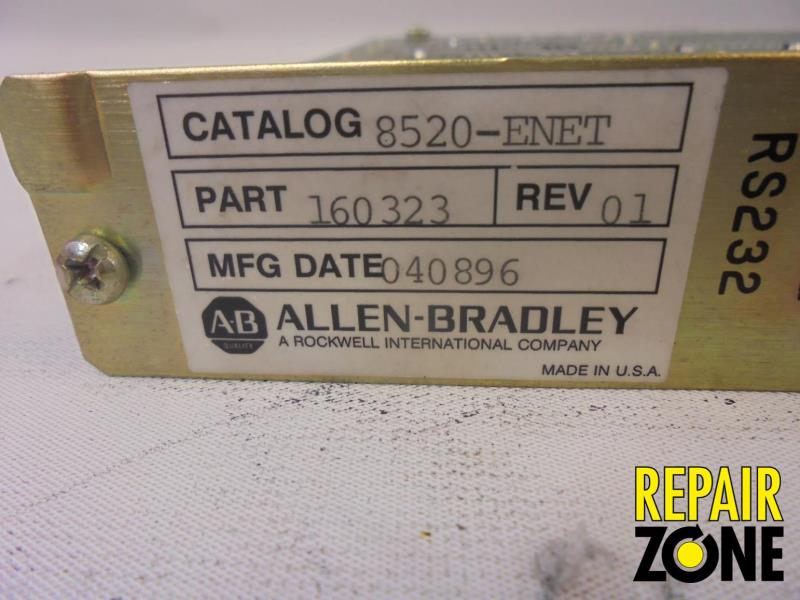 CATALOG 8520-ENET
PART 160323 REV 01
MFG DATE 040896
A-B QUALITY ALLEN-BRADLEY
A ROCKWELL INTERNATIONAL COMPANY
MADE IN U.S.A.
RS232
REPAIR
ZONE